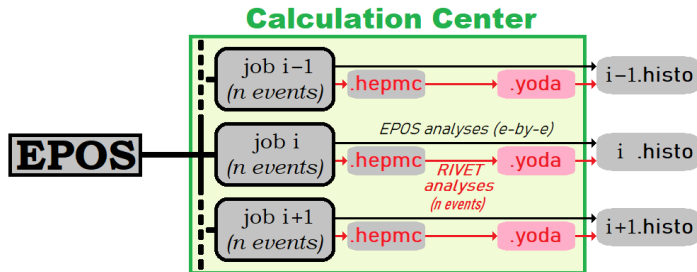 Calculation Center
job i−1
(n events)
.hepmc
.yoda
i−1.histo
EPOS
job i
(n events)
EPOS analyses (e-by-e)
.hepmc
RIVET
analyses
(n events)
.yoda
i .histo
job i+1
(n events)
.hepmc
.yoda
i+1.histo